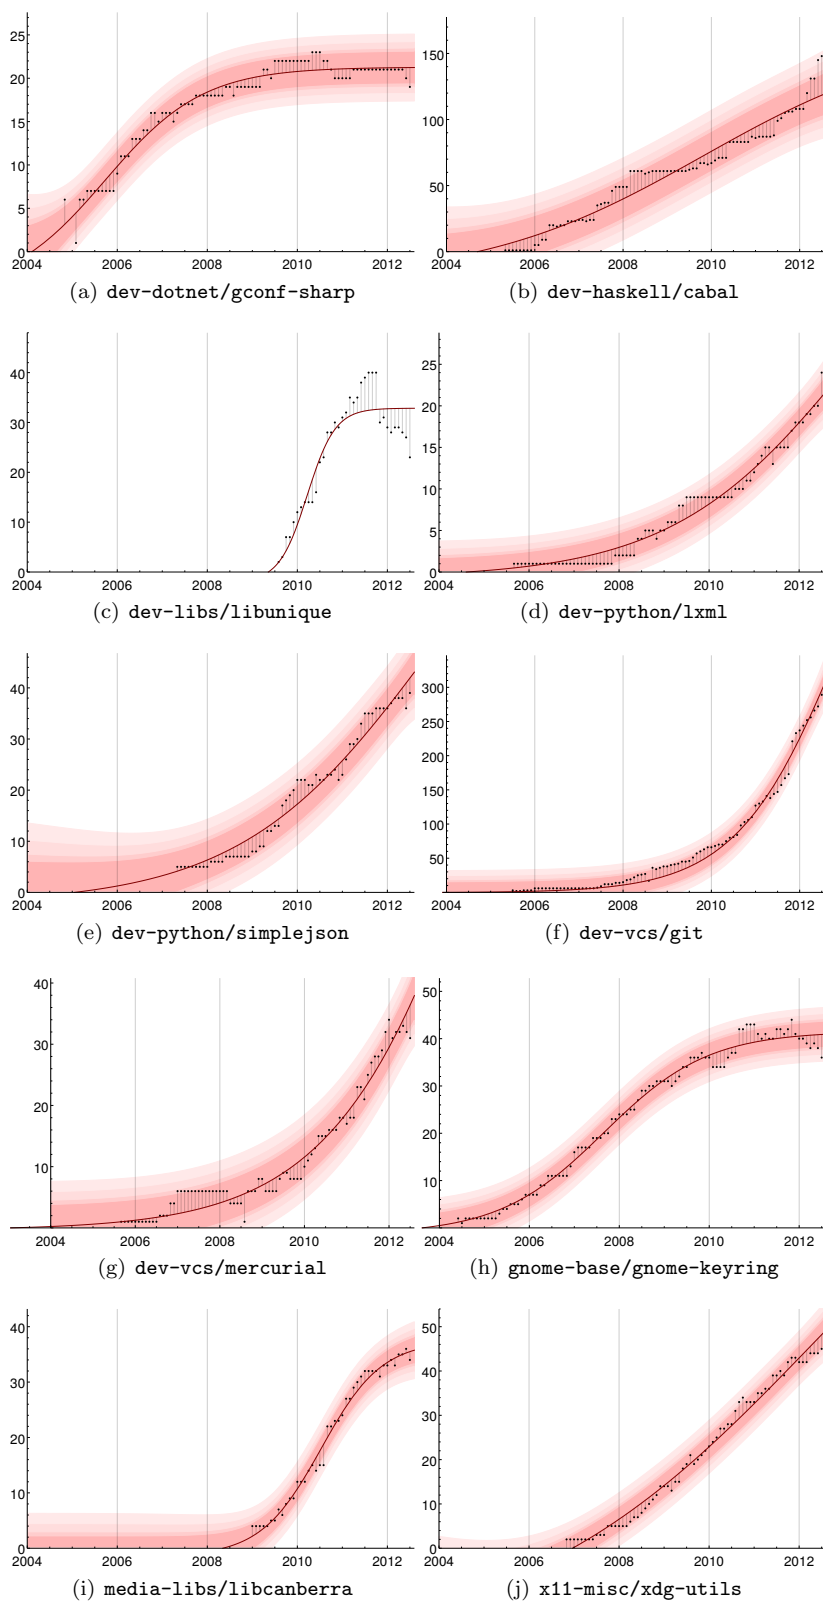 25
20
15
10
5
0
2004 2006 2008 2010 2012
(a) dev-dotnet/gconf-sharp
150
100
50
0
2004 2006 2008 2010 2012
(b) dev-haskell/cabal
40
30
20
10
0
2004 2006 2008 2010 2012
(c) dev-libs/libunique
25
20
15
10
5
0
2004 2006 2008 2010 2012
(d) dev-python/lxml
40
30
20
10
0
2004 2006 2008 2010 2012
(e) dev-python/simplejson
300
250
200
150
100
50
2004 2006 2008 2010 2012
(f) dev-vcs/git
40
30
20
10
2004 2006 2008 2010 2012
(g) dev-vcs/mercurial
50
40
30
20
10
2004 2006 2008 2010 2012
(h) gnome-base/gnome-keyring
40
30
20
10
0
2004 2006 2008 2010 2012
(i) media-libs/libcanberra
50
40
30
20
10
0
2004 2006 2008 2010 2012
(j) x11-misc/xdg-utils